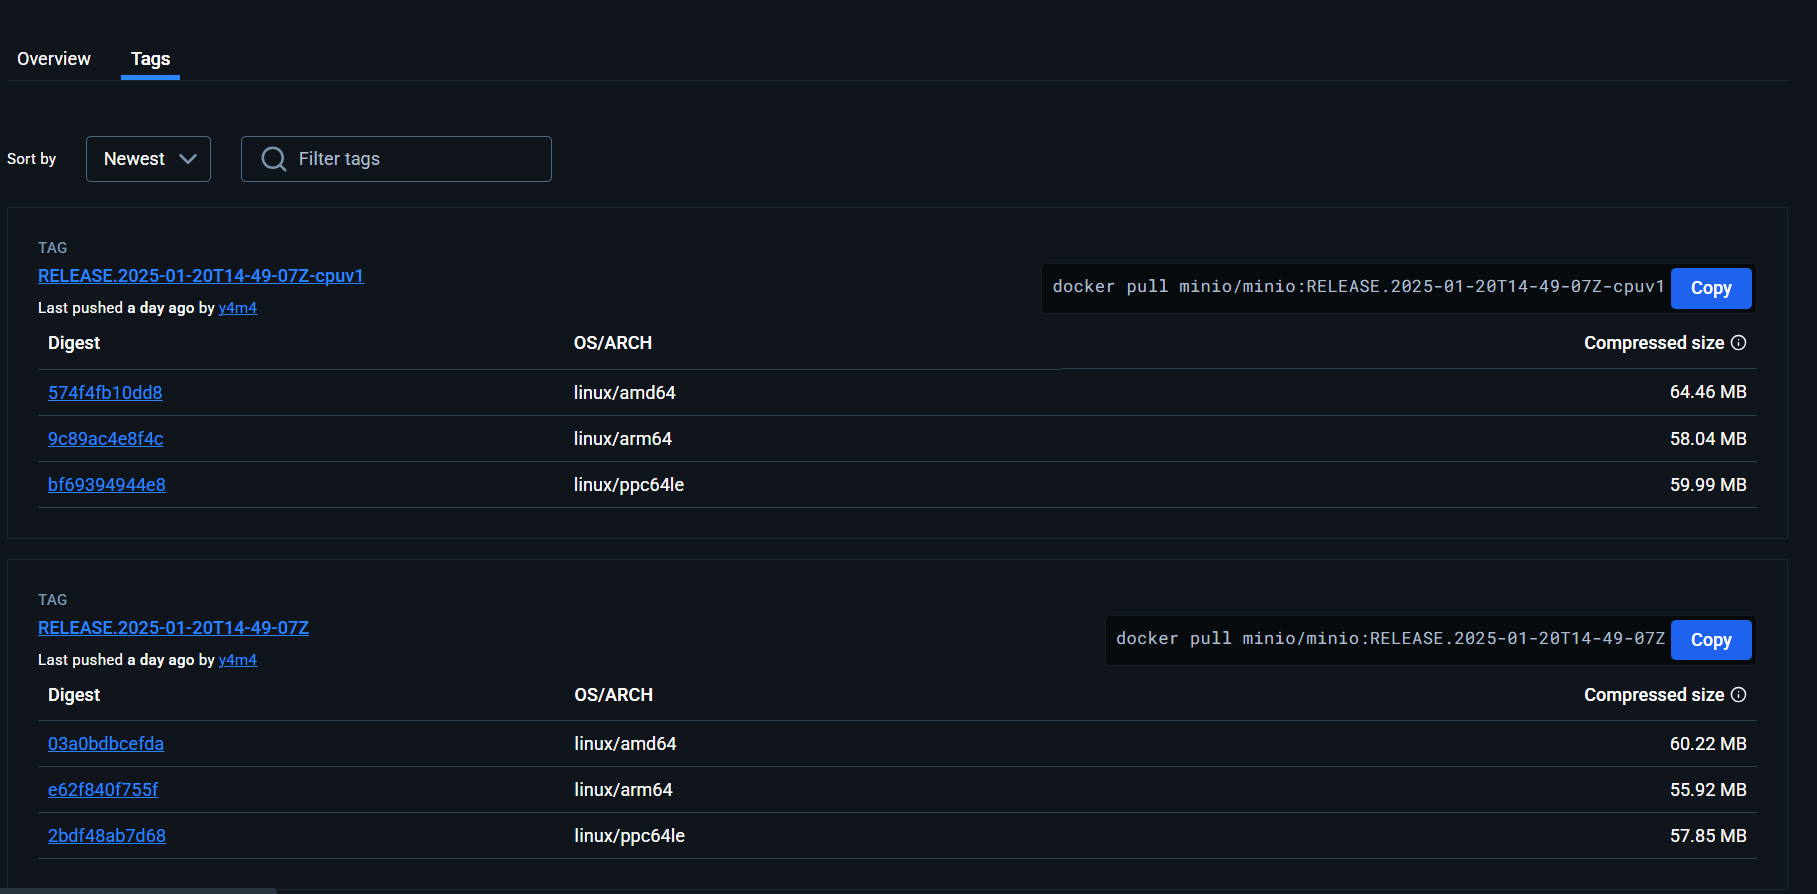 Overview Tags
Sort by Newest Filter tags
TAG
RELEASE.2025-01-20T14-49-07Z-cpuv1
docker pull minio/minio:RELEASE.2025-01-20T14-49-07Z-cpuv1 Copy
Last pushed a day ago by y4m4
Digest OS/ARCH Compressed size
574f4fb10dd8 linux/amd64 64.46 MB
9c89ac4e8f4c linux/arm64 58.04 MB
bf69394944e8 linux/ppc64le 59.99 MB
TAG
RELEASE.2025-01-20T14-49-07Z
docker pull minio/minio:RELEASE.2025-01-20T14-49-07Z Copy
Last pushed a day ago by y4m4
Digest OS/ARCH Compressed size
03a0bdbcefda linux/amd64 60.22 MB
e62f840f755f linux/arm64 55.92 MB
2bdf48ab7d68 linux/ppc64le 57.85 MB